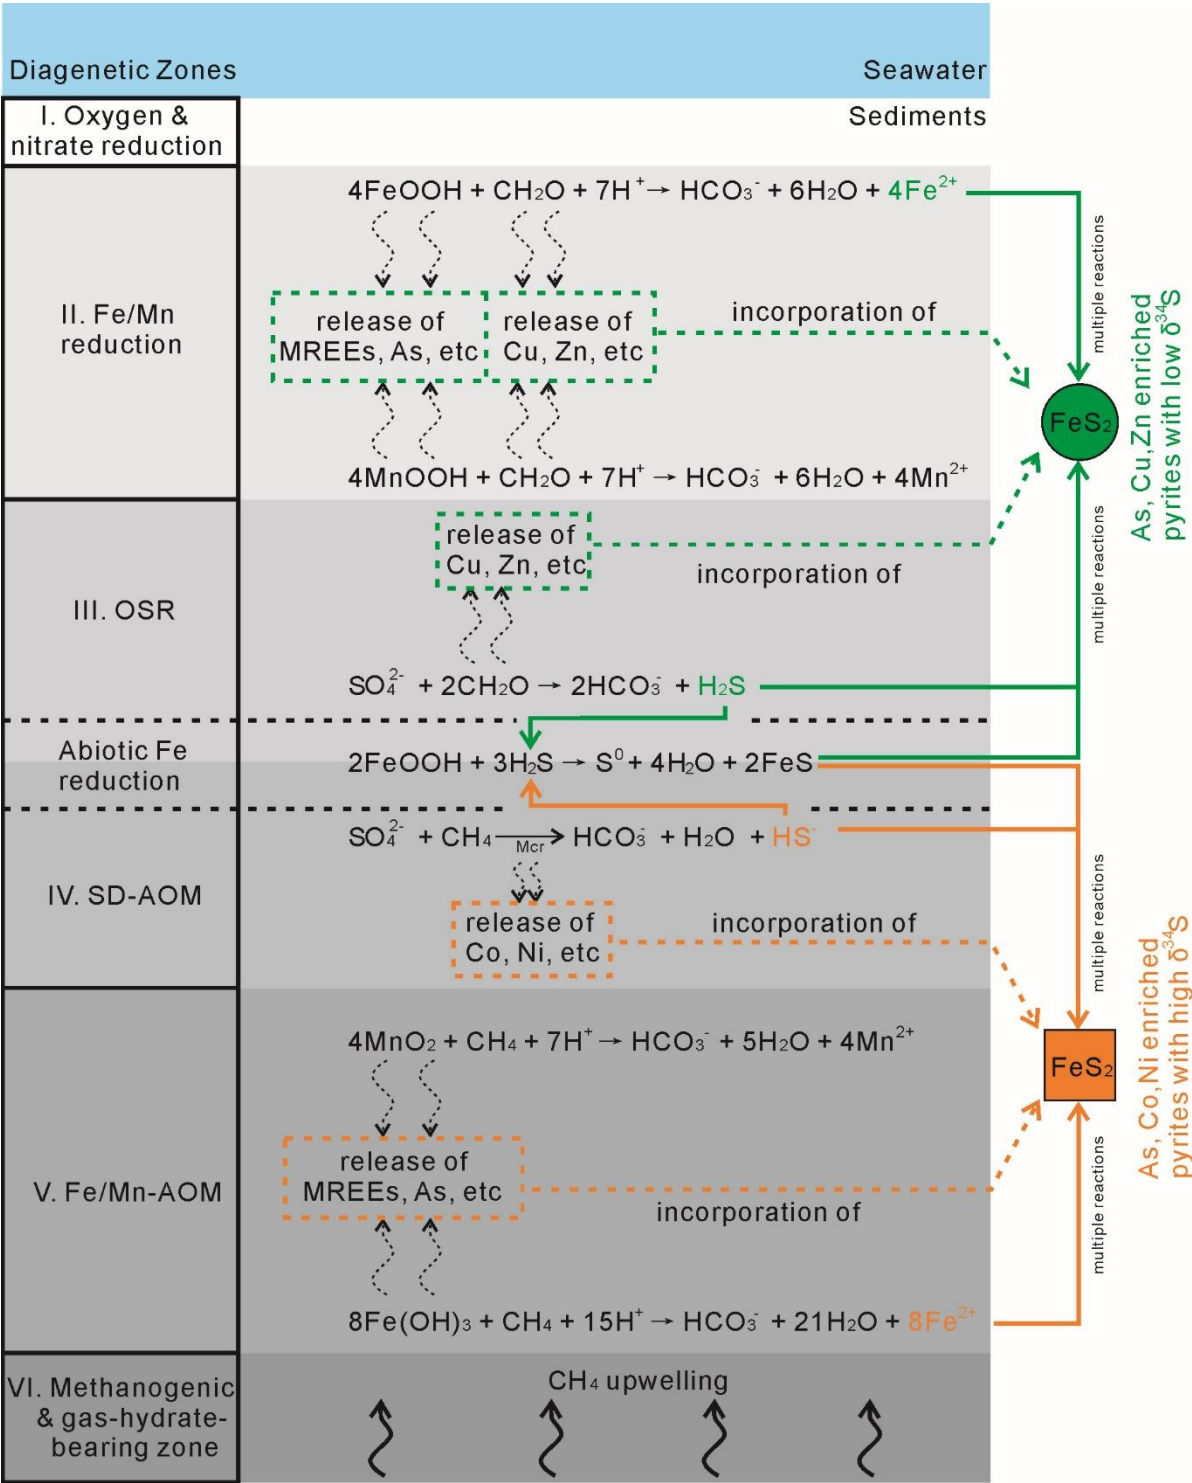 Diagenetic Zones
Seawater
Sediments
I. Oxygen &
nitrate reduction
4FeOOH + CH₂O + 7H⁺ → HCO₃⁻ + 6H₂O + 4Fe²⁺
II. Fe/Mn
reduction
release of
MREEs, As, etc
release of
Cu, Zn, etc
incorporation of
4MnOOH + CH₂O + 7H⁺ → HCO₃⁻ + 6H₂O + 4Mn²⁺
multiple reactions
FeS₂
As, Cu,Zn enriched
pyrites with low δ³⁴S
III. OSR
release of
Cu, Zn, etc
incorporation of
multiple reactions
SO₄²⁻ + 2CH₂O → 2HCO₃⁻ + H₂S
Abiotic Fe
reduction
2FeOOH + 3H₂S → S⁰ + 4H₂O + 2FeS
IV. SD-AOM
SO₄²⁻ + CH₄ → HCO₃⁻ + H₂O + HS⁻
Mcr
release of
Co, Ni, etc
incorporation of
multiple reactions
V. Fe/Mn-AOM
4MnO₂ + CH₄ + 7H⁺ → HCO₃⁻ + 5H₂O + 4Mn²⁺
release of
MREEs, As, etc
incorporation of
8Fe(OH)₃ + CH₄ + 15H⁺ → HCO₃⁻ + 21H₂O + 8Fe²⁺
FeS₂
multiple reactions
As, Co,Ni enriched
pyrites with high δ³⁴S
VI. Methanogenic
& gas-hydrate-
bearing zone
CH₄ upwelling